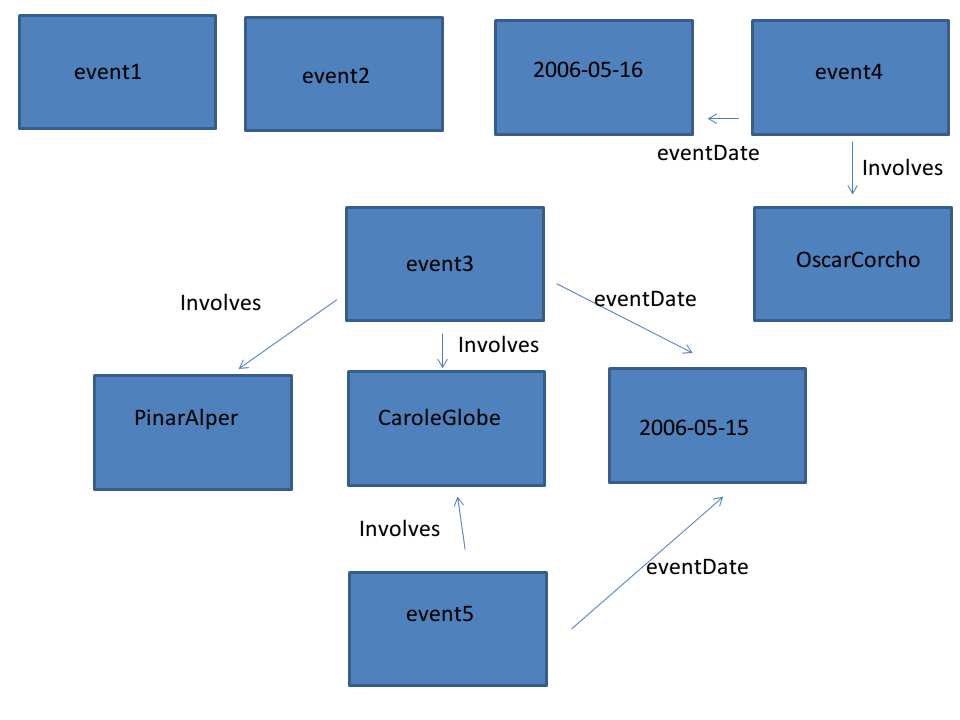 event1
event2
2006-05-16
event4
eventDate
Involves
OscarCorcho
event3
Involves
eventDate
Involves
PinarAlper
CaroleGlobe
2006-05-15
Involves
eventDate
event5